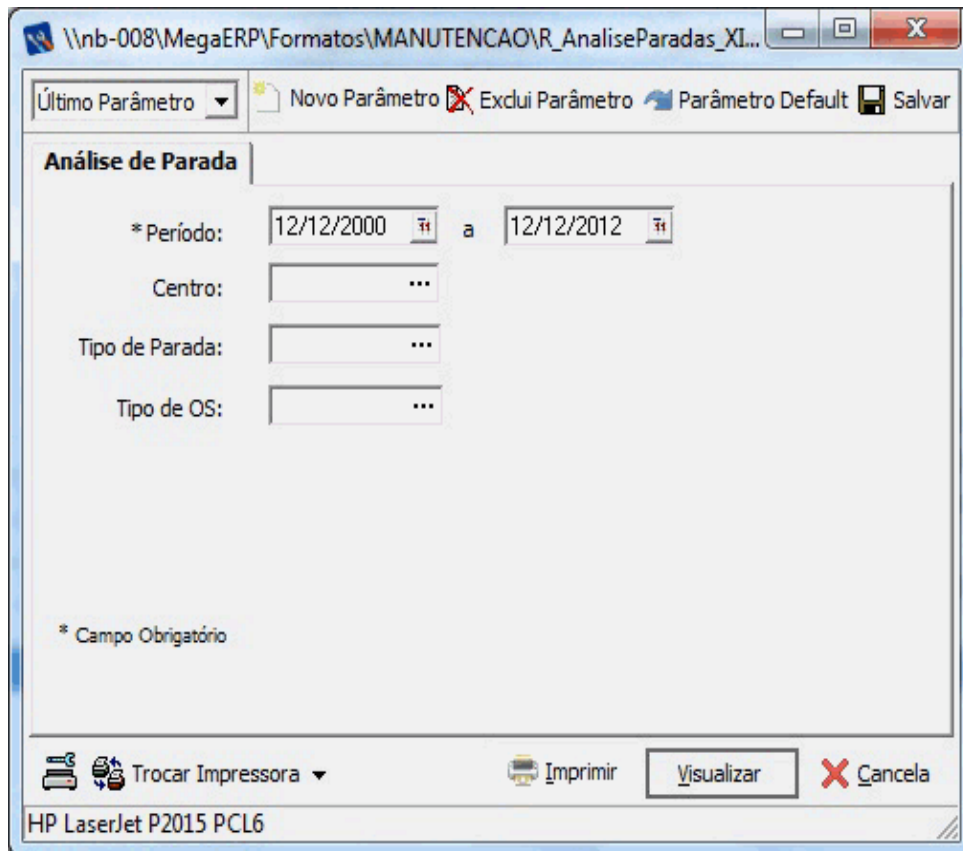 \\nb-008\MegaERP\Formatos\MANUTENCAO\R_AnaliseParadas_XI...
Último Parâmetro Novo Parâmetro Exclui Parâmetro Parâmetro Default Salvar
Análise de Parada
*Período: 12/12/2000 a 12/12/2012
Centro: ...
Tipo de Parada: ...
Tipo de OS: ...
* Campo Obrigatório
Trocar Impressora Imprimir Visualizar Cancela
HP LaserJet P2015 PCL6